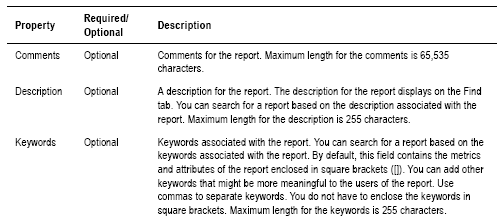 Property Required/ Optional Description
Comments Optional Comments for the report. Maximum length for the comments is 65,535
characters.
Description Optional A description for the report. The description for the report displays on the Find
tab. You can search for a report based on the description associated with the
report. Maximum length for the description is 255 characters.
Keywords Optional Keywords associated with the report. You can search for a report based on the
keywords associated with the report. By default, this field contains the metrics
and attributes of the report enclosed in square brackets ([]). You can add other
keywords that might be more meaningful to the users of the report. Use
commas to separate keywords. You do not have to enclose the keywords in
square brackets. Maximum length for the keywords is 255 characters.